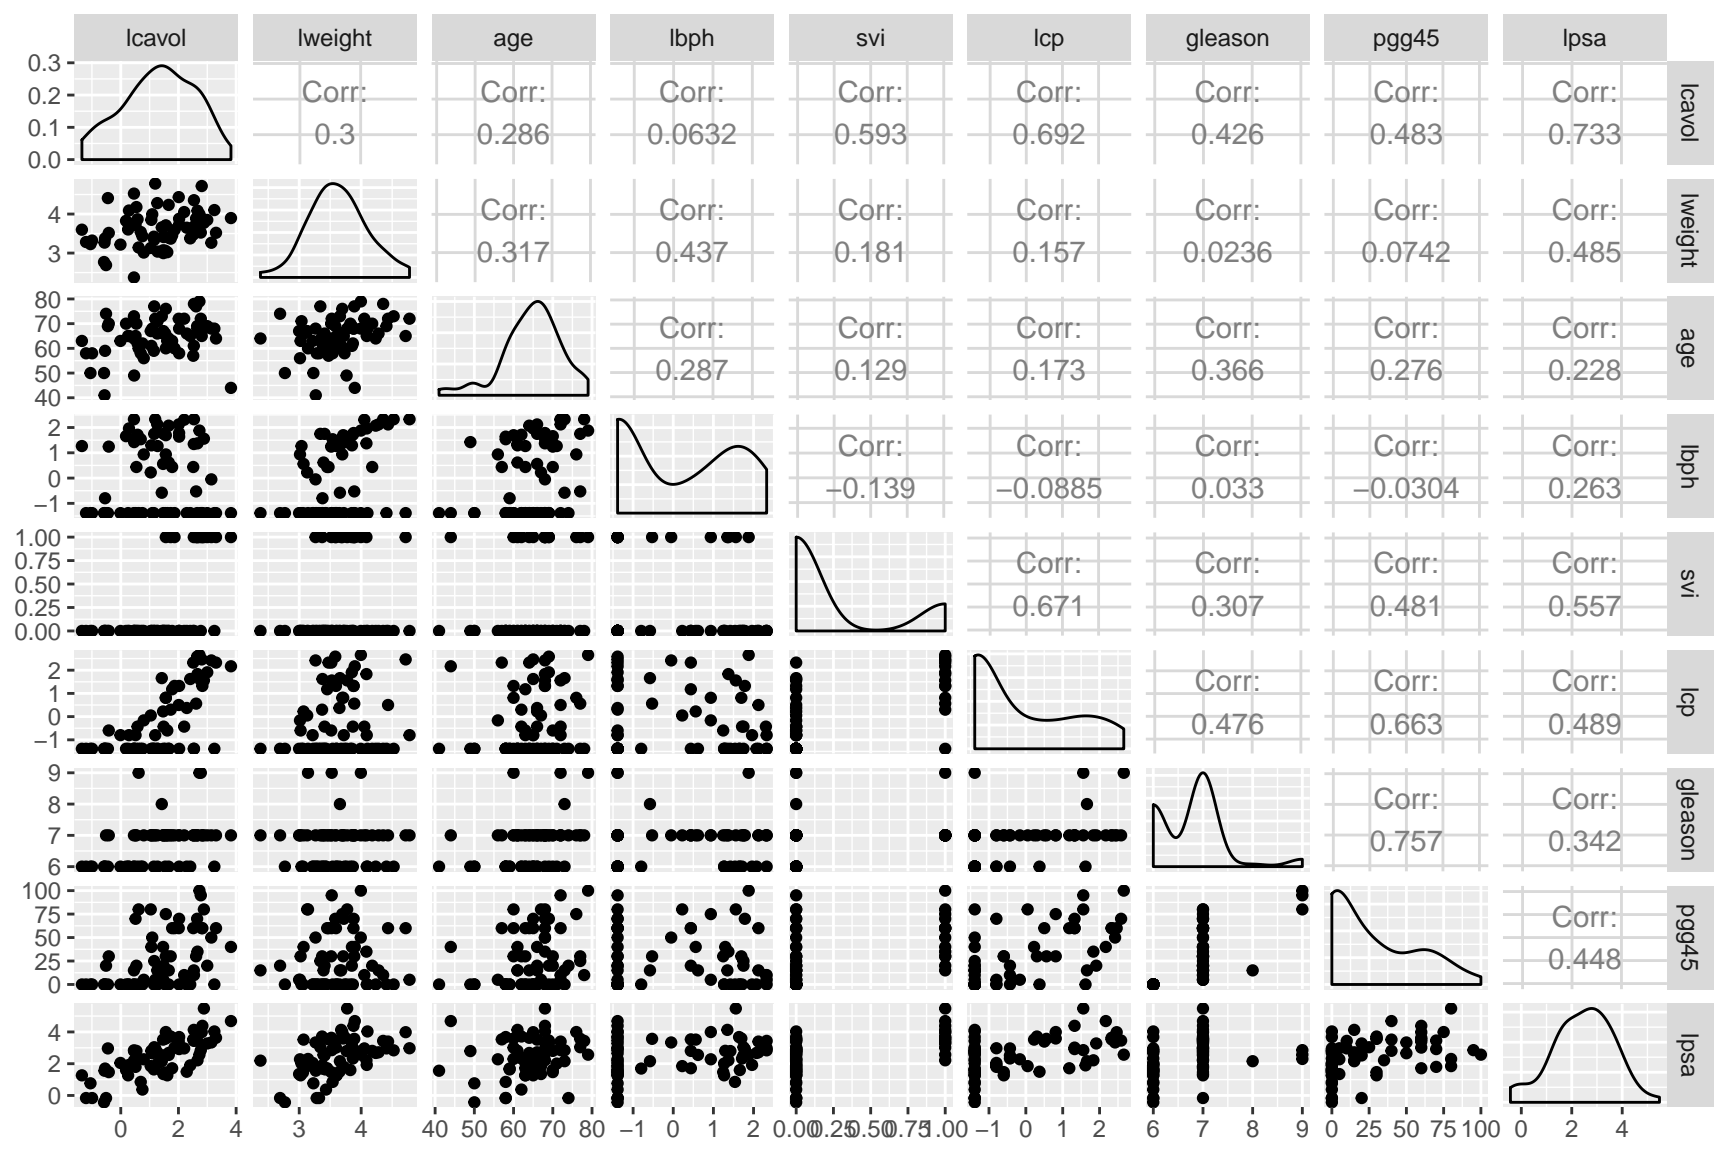 lcavol lweight age lbph svi lcp gleason pgg45 lpsa
0.3 Corr: Corr: Corr: Corr: Corr: Corr: Corr: Corr:
0.2
0.1 0.3 0.286 0.0632 0.593 0.692 0.426 0.483 0.733
0.0
lcavol
4 Corr: Corr: Corr: Corr: Corr: Corr: Corr:
3 0.317 0.437 0.181 0.157 0.0236 0.0742 0.485
lweight
80
70 Corr: Corr: Corr: Corr: Corr: Corr:
60
50 0.287 0.129 0.173 0.366 0.276 0.228
40
age
2 Corr: Corr: Corr: Corr: Corr:
1
0 −0.139 −0.0885 0.033 −0.0304 0.263
−1
lbph
1.00
0.75 Corr: Corr: Corr: Corr:
0.50
0.25 0.671 0.307 0.481 0.557
0.00
svi
2 Corr: Corr: Corr:
1
0 0.476 0.663 0.489
−1
lcp
9
8 Corr: Corr:
7 0.757 0.342
6
gleason
100
75 Corr:
50
25 0.448
0
pgg45
4
2
0
lpsa
0 2 4 3 4 40 50 60 70 80 −1 0 1 2 0.00 0.25 0.50 0.75 1.00 −1 0 1 2 6 7 8 9 0 25 50 75 100 0 2 4